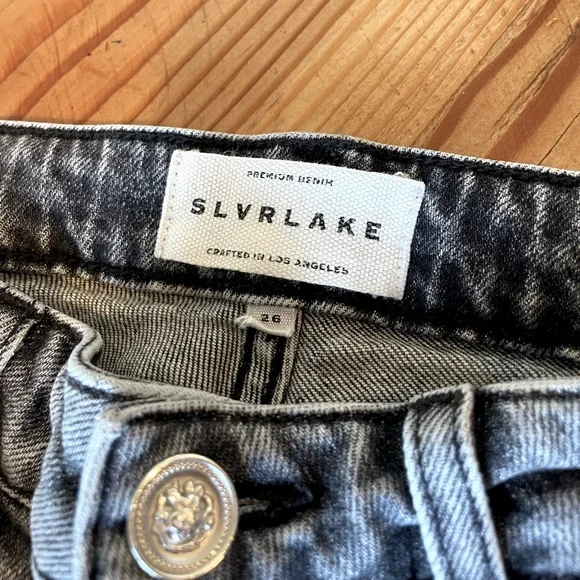 PREMIUM DENIM
SLVRLAKE
CRAFTED IN LOS ANGELES
26